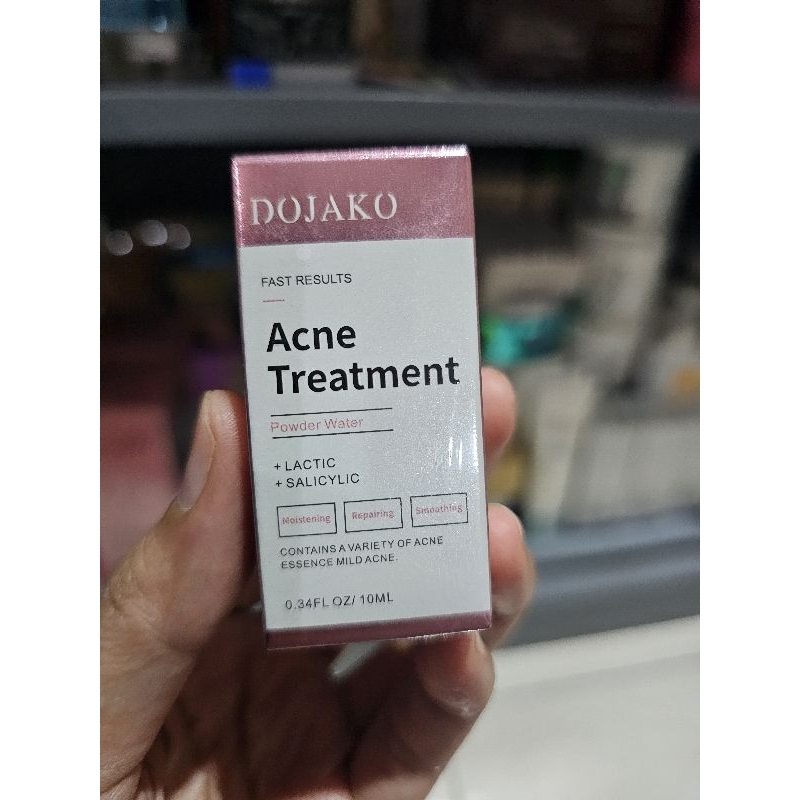 DOJAKO
FAST RESULTS
Acne
Treatment
Powder Water
+ LACTIC
+ SALICYLIC
Moistening Repairing Smoothing
CONTAINS A VARIETY OF ACNE
ESSENCE MILD ACNE.
0.34FL OZ/ 10ML